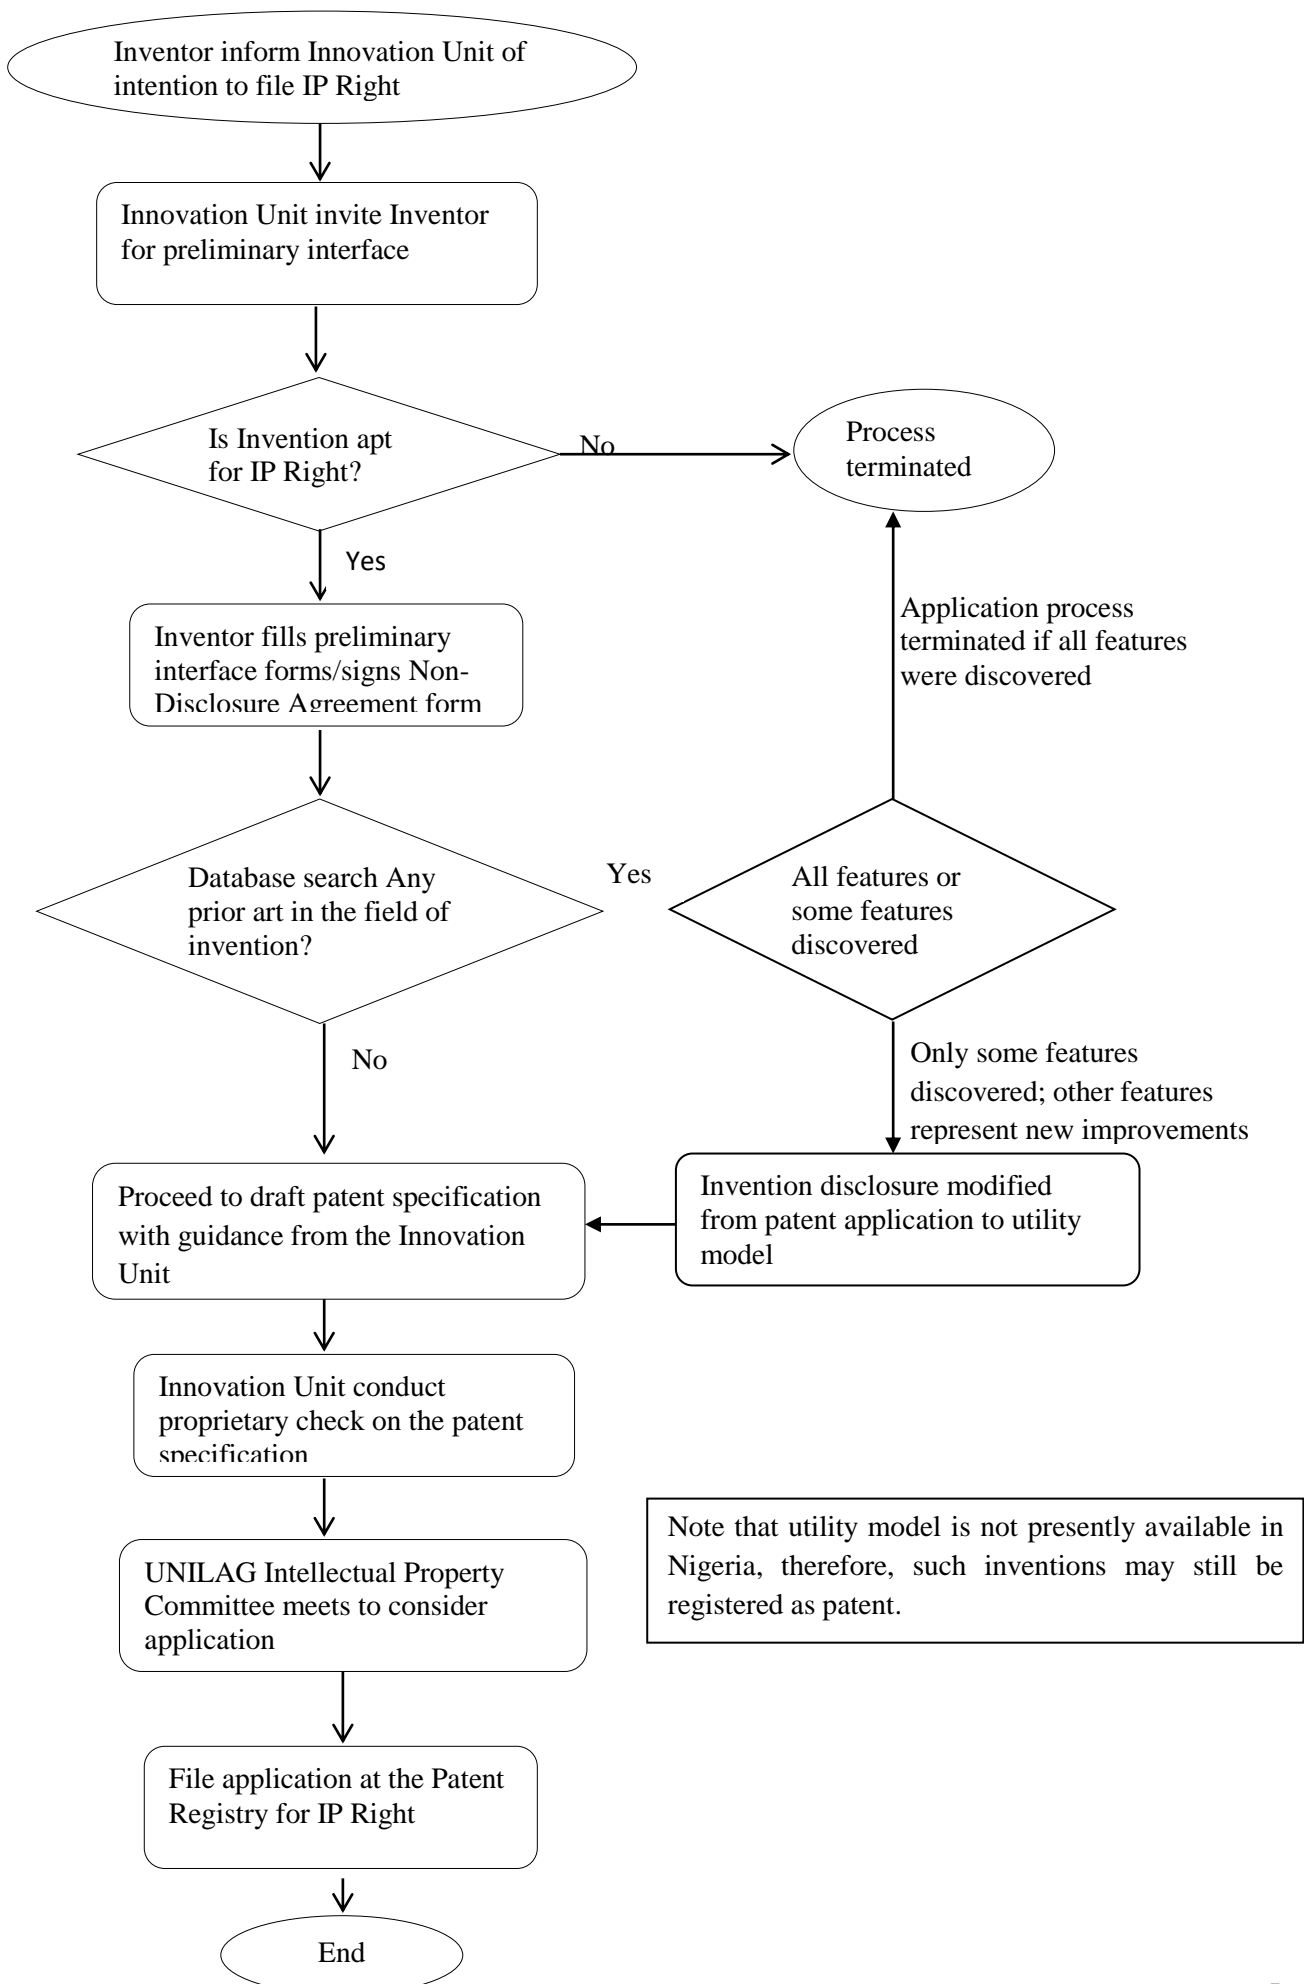 Inventor inform Innovation Unit of
intention to file IP Right
Innovation Unit invite Inventor
for preliminary interface
Is Invention apt
for IP Right?
No
Process
terminated
Yes
Inventor fills preliminary
interface forms/signs Non-
Disclosure Agreement form
Application process
terminated if all features
were discovered
Database search Any
prior art in the field of
invention?
Yes
All features or
some features
discovered
No
Only some features
discovered; other features
represent new improvements
Proceed to draft patent specification
with guidance from the Innovation
Unit
Invention disclosure modified
from patent application to utility
model
Innovation Unit conduct
proprietary check on the patent
specification
UNILAG Intellectual Property
Committee meets to consider
application
Note that utility model is not presently available in
Nigeria, therefore, such inventions may still be
registered as patent.
File application at the Patent
Registry for IP Right
End